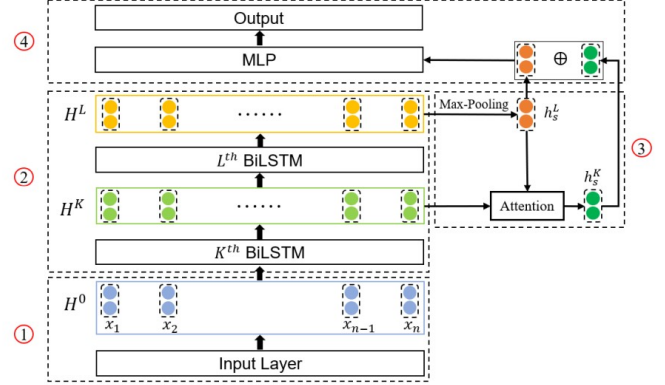 Output
④
MLP
⊕
H^L
......
Max-Pooling
h_s^L
L^th BiLSTM
③
②
h_s^K
H^K
......
Attention
K^th BiLSTM
H^0
①
x_1 x_2 x_{n-1} x_n
Input Layer